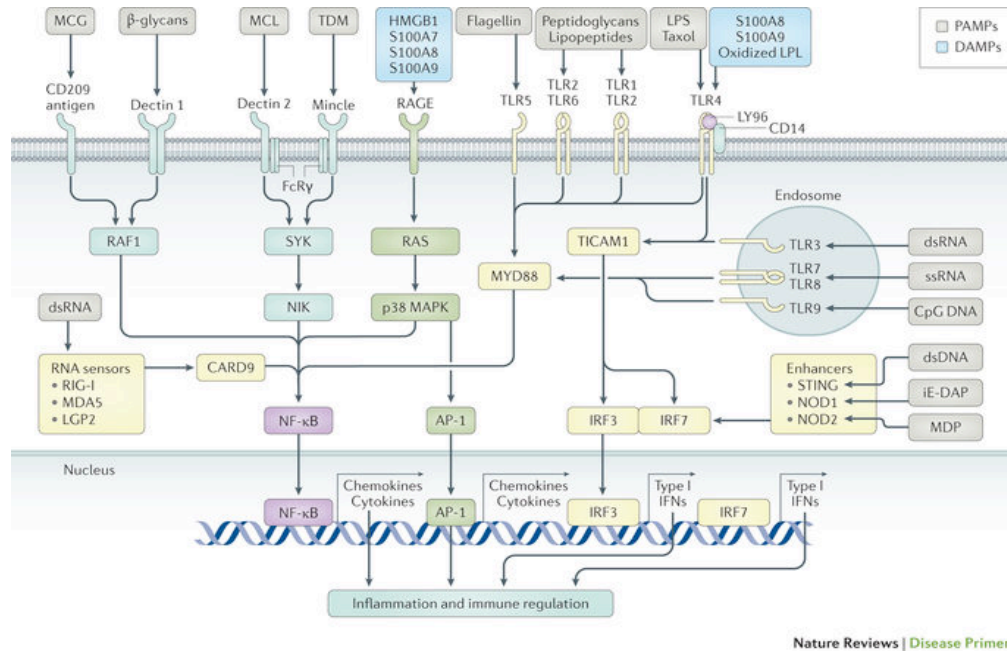 MCG
β-glycans
MCL
TDM
HMGB1
S100A7
S100A8
S100A9
Flagellin
Peptidoglycans
Lipopeptides
LPS
Taxol
S100A8
S100A9
Oxidized LPL
PAMPs
DAMPs
CD209
antigen
Dectin 1
Dectin 2
Mincle
RAGE
TLR5
TLR2
TLR6
TLR1
TLR2
TLR4
LY96
CD14
FcRγ
Endosome
RAF1
SYK
RAS
TICAM1
TLR3
dsRNA
MYD88
TLR7
TLR8
ssRNA
NIK
p38 MAPK
TLR9
CpG DNA
dsRNA
RNA sensors
• RIG-I
• MDA5
• LGP2
CARD9
Enhancers
• STING
• NOD1
• NOD2
dsDNA
iE-DAP
MDP
NF-κB
AP-1
IRF3
IRF7
Nucleus
Chemokines
Cytokines
Chemokines
Cytokines
Type I
IFNs
Type I
IFNs
NF-κB
AP-1
IRF3
IRF7
Inflammation and immune regulation
Nature Reviews | Disease Primer